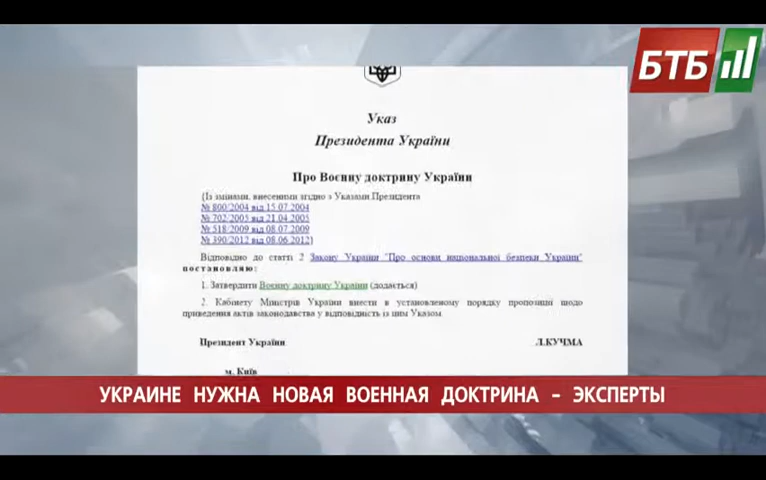 БТБ
Указ
Президента України
Про Воєнну доктрину України
{Із змінами, внесеними згідно з Указами Президента
№ 800/2004 від 15.07.2004
№ 702/2005 від 21.04.2005
№ 518/2009 від 08.07.2009
№ 390/2012 від 08.06.2012}
Відповідно до статті 2 Закону України "Про основи національної безпеки України"
постановляю:
1. Затвердити Воєнну доктрину України (додається)
2. Кабінету Міністрів України внести в установленому порядку пропозиції щодо
приведення актів законодавства у відповідність із цим Указом.
Президент України Л.КУЧМА
м. Київ
УКРАИНЕ НУЖНА НОВАЯ ВОЕННАЯ ДОКТРИНА – ЭКСПЕРТЫ